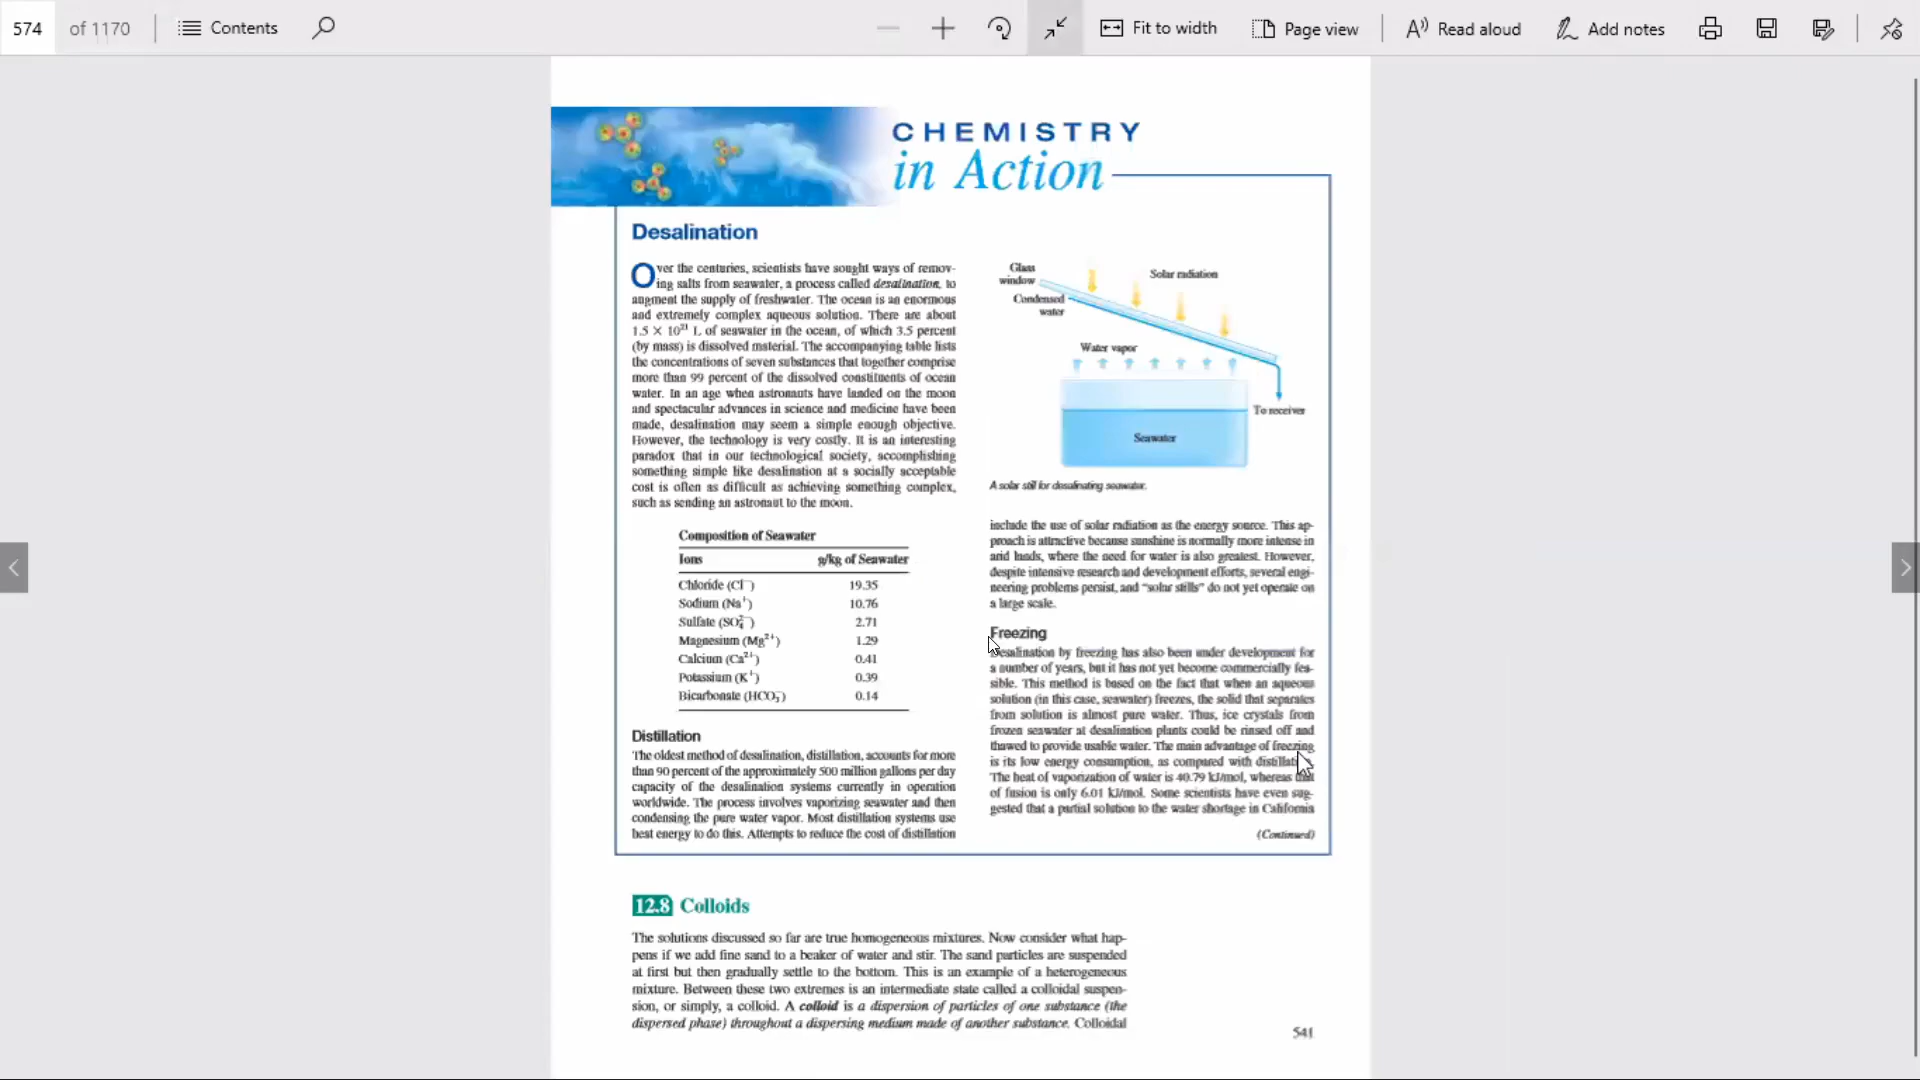 574 of 1170 Contents Fit to width Page view Read aloud Add notes
CHEMISTRY
in Action
Desalination
Over the centuries, scientists have sought ways of remov-
ing salts from seawater, a process called desalination, to
augment the supply of freshwater. The ocean is an enormous
and extremely complex aqueous solution. There are about
1.5 × 10²¹ L of seawater in the ocean, of which 3.5 percent
(by mass) is dissolved material. The accompanying table lists
the concentrations of seven substances that together comprise
more than 99 percent of the dissolved constituents of ocean
water. In an age when astronauts have landed on the moon
and spectacular advances in science and medicine have been
made, desalination may seem a simple enough objective.
However, the technology is very costly. It is an interesting
paradox that in our technological society, accomplishing
something simple like desalination at a socially acceptable
cost is often as difficult as achieving something complex,
such as sending an astronaut to the moon.
Composition of Seawater
Ions g/kg of Seawater
Chloride (Cl⁻) 19.35
Sodium (Na⁺) 10.76
Sulfate (SO₄²⁻) 2.71
Magnesium (Mg²⁺) 1.29
Calcium (Ca²⁺) 0.41
Potassium (K⁺) 0.39
Bicarbonate (HCO₃⁻) 0.14
Distillation
The oldest method of desalination, distillation, accounts for more
than 90 percent of the approximately 500 million gallons per day
capacity of the desalination systems currently in operation
worldwide. The process involves vaporizing seawater and then
condensing the pure water vapor. Most distillation systems use
heat energy to do this. Attempts to reduce the cost of distillation
Glass
window
Solar radiation
Condensed
water
Water vapor
To receiver
Seawater
A solar still for desalinating seawater.
include the use of solar radiation as the energy source. This ap-
proach is attractive because sunshine is normally more intense in
arid lands, where the need for water is also greatest. However,
despite intensive research and development efforts, several engi-
neering problems persist, and "solar stills" do not yet operate on
a large scale.
Freezing
Desalination by freezing has also been under development for
a number of years, but it has not yet become commercially fea-
sible. This method is based on the fact that when an aqueous
solution (in this case, seawater) freezes, the solid that separates
from solution is almost pure water. Thus, ice crystals from
frozen seawater at desalination plants could be rinsed off and
thawed to provide usable water. The main advantage of freezing
is its low energy consumption, as compared with distillation.
The heat of vaporization of water is 40.79 kJ/mol, whereas that
of fusion is only 6.01 kJ/mol. Some scientists have even sug-
gested that a partial solution to the water shortage in California
(Continued)
12.8 Colloids
The solutions discussed so far are true homogeneous mixtures. Now consider what hap-
pens if we add fine sand to a beaker of water and stir. The sand particles are suspended
at first but then gradually settle to the bottom. This is an example of a heterogeneous
mixture. Between these two extremes is an intermediate state called a colloidal suspen-
sion, or simply, a colloid. A colloid is a dispersion of particles of one substance (the
dispersed phase) throughout a dispersing medium made of another substance. Colloidal
541